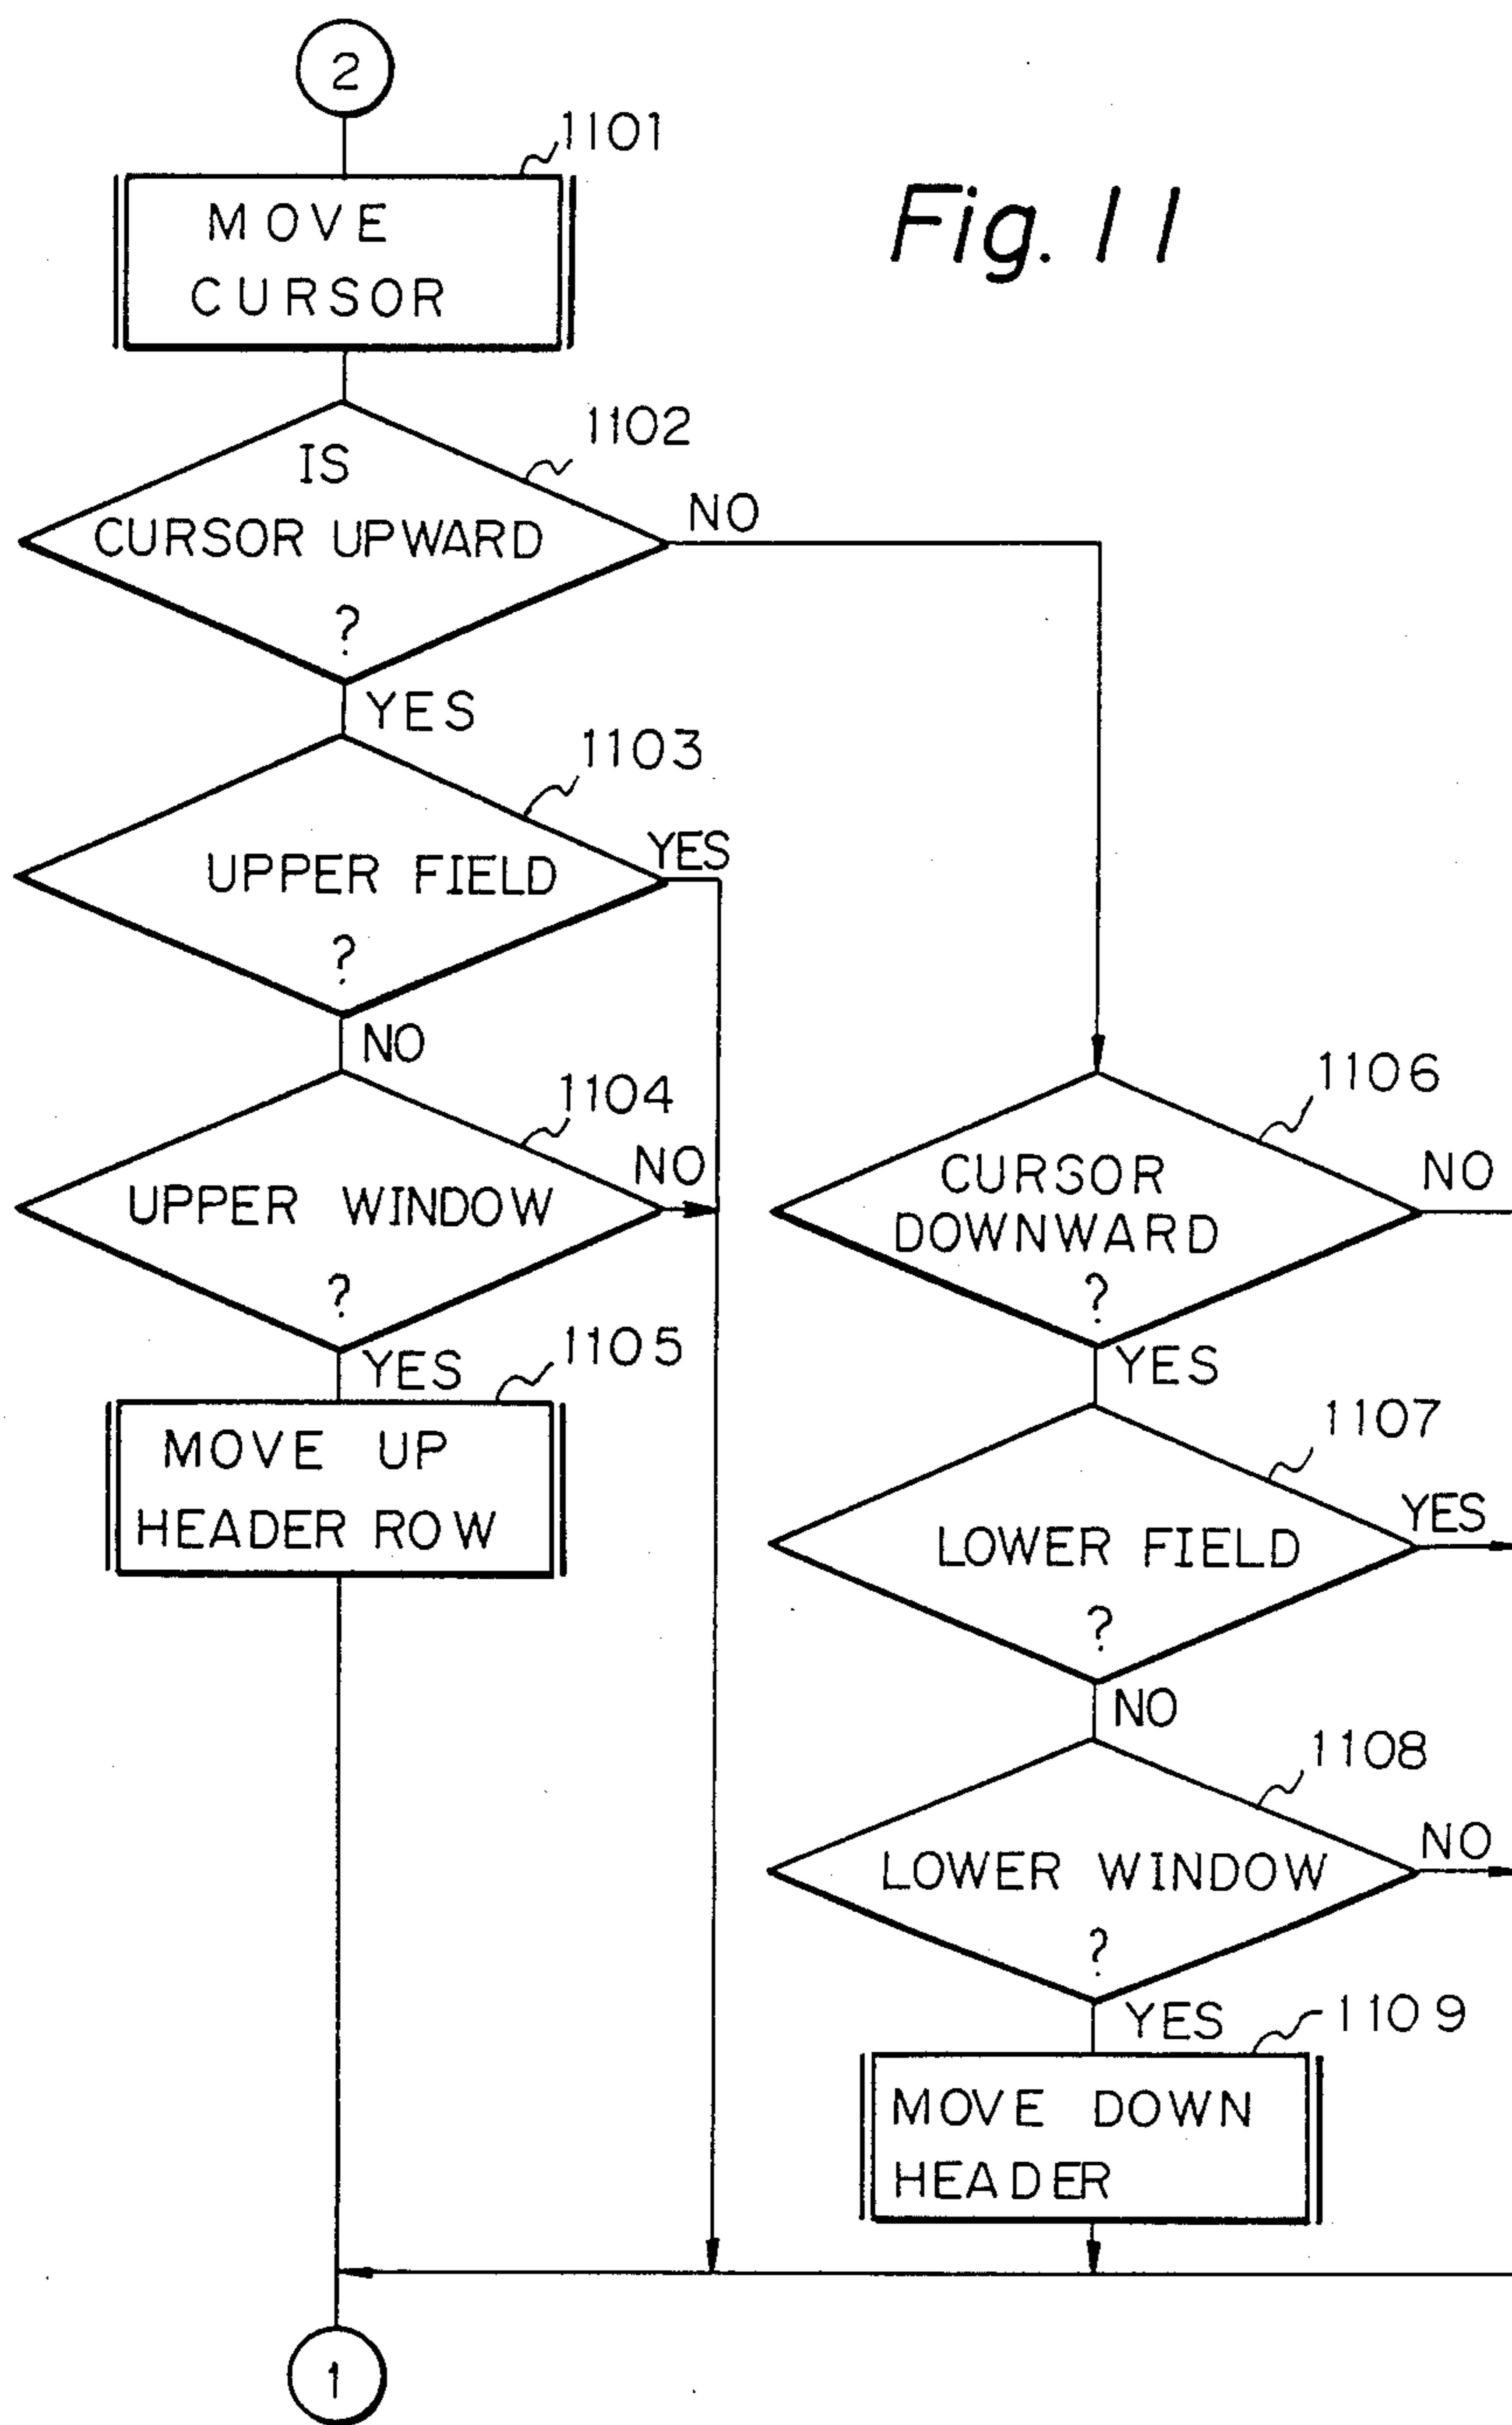 2
1101
MOVE
CURSOR
Fig. 11
1102
IS
CURSOR UPWARD
?
NO
YES
1103
UPPER FIELD
?
YES
NO
1104
UPPER WINDOW
?
NO
YES
1105
MOVE UP
HEADER ROW
1106
CURSOR
DOWNWARD
?
NO
YES
1107
LOWER FIELD
?
YES
NO
1108
LOWER WINDOW
?
NO
YES
1109
MOVE DOWN
HEADER
1